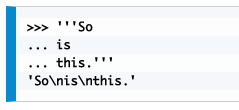 >>> '''So
... is
... this.'''
'So\nis\nthis.'